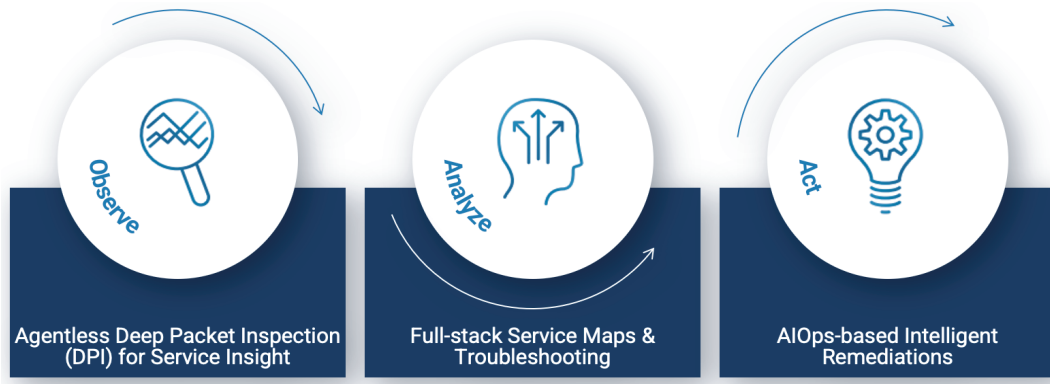 Observe
Agentless Deep Packet Inspection
(DPI) for Service Insight
Analyze
Full-stack Service Maps &
Troubleshooting
Act
AIOps-based Intelligent
Remediations